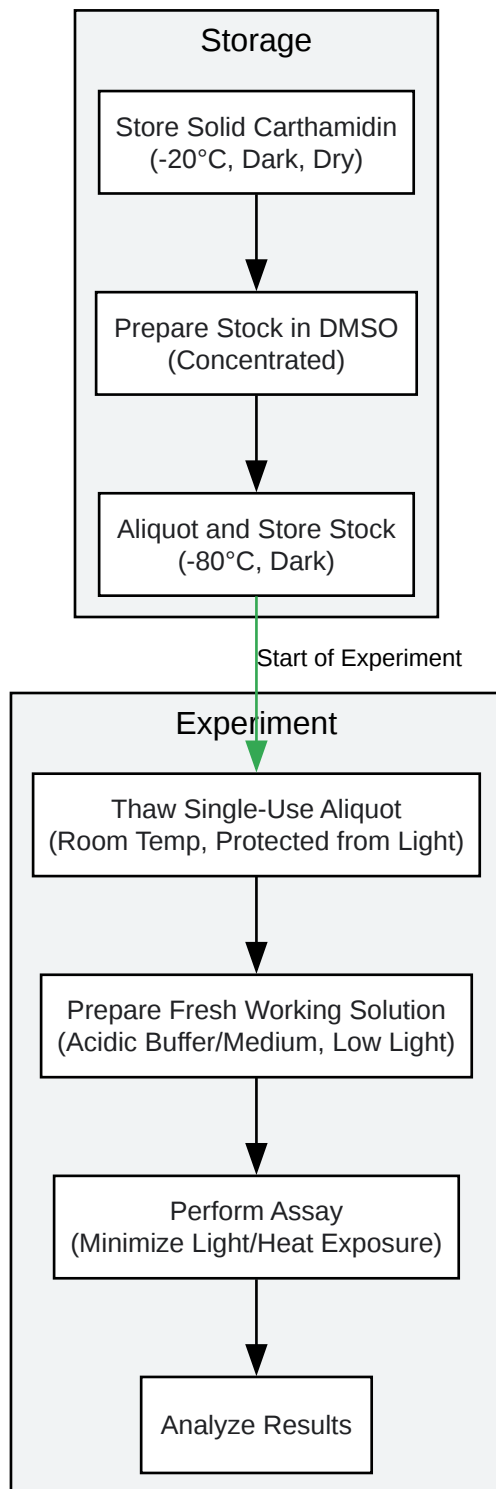 Storage
Store Solid Carthamidin
(-20°C, Dark, Dry)
Prepare Stock in DMSO
(Concentrated)
Aliquot and Store Stock
(-80°C, Dark)
Start of Experiment
Experiment
Thaw Single-Use Aliquot
(Room Temp, Protected from Light)
Prepare Fresh Working Solution
(Acidic Buffer/Medium, Low Light)
Perform Assay
(Minimize Light/Heat Exposure)
Analyze Results